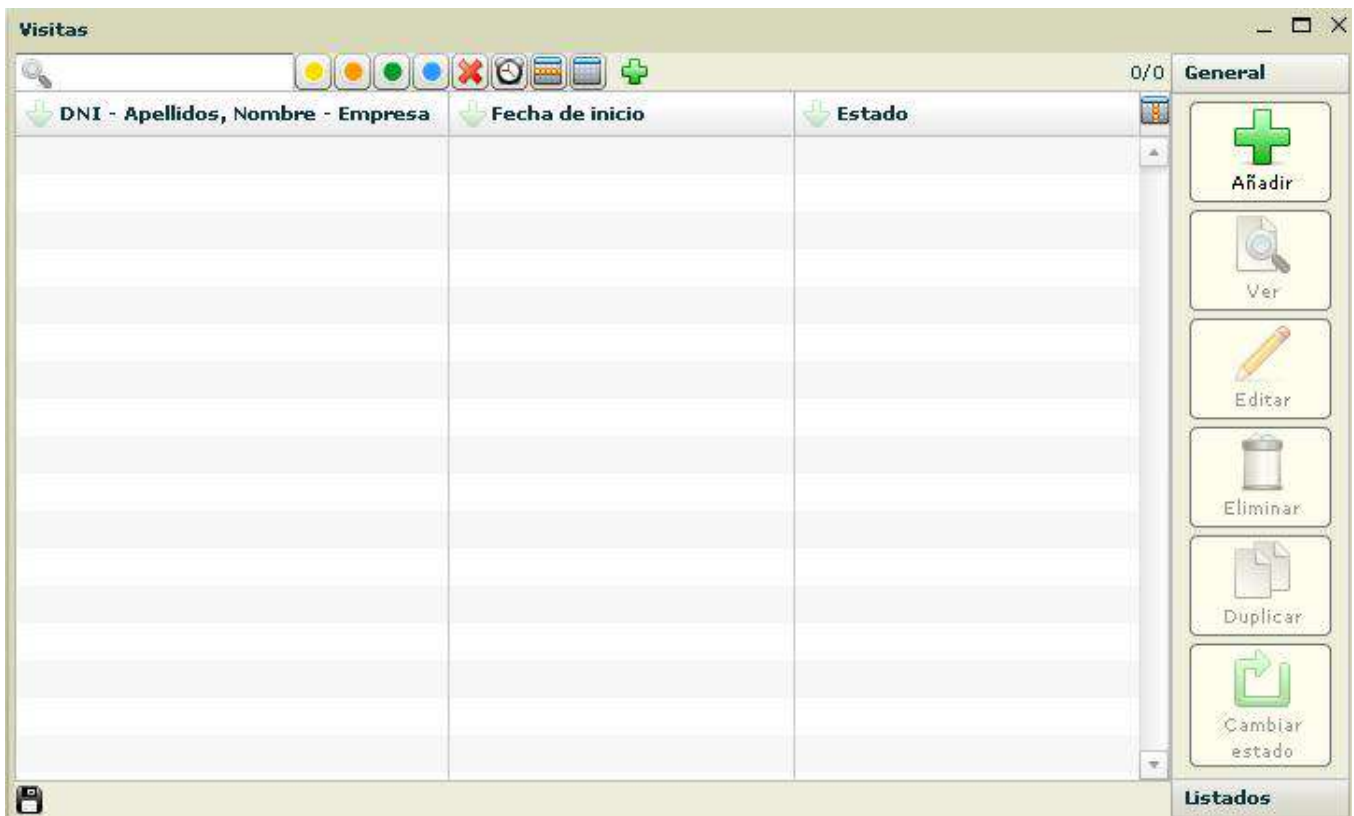 Visitas
0/0
General
DNI - Apellidos, Nombre - Empresa
Fecha de inicio
Estado
Añadir
Ver
Editar
Eliminar
Duplicar
Cambiar
estado
Listados